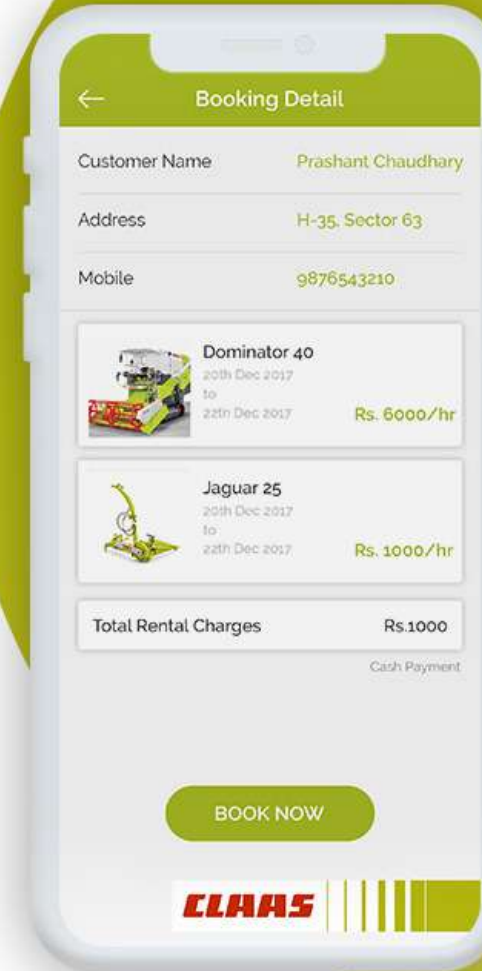 Booking Detail
Customer Name Prashant Chaudhary
Address H-35, Sector 63
Mobile 9876543210
Dominator 40
20th Dec 2017
to
22th Dec 2017
Rs. 6000/hr
Jaguar 25
20th Dec 2017
to
22th Dec 2017
Rs. 1000/hr
Total Rental Charges Rs.1000
Cash Payment
BOOK NOW
CLAAS